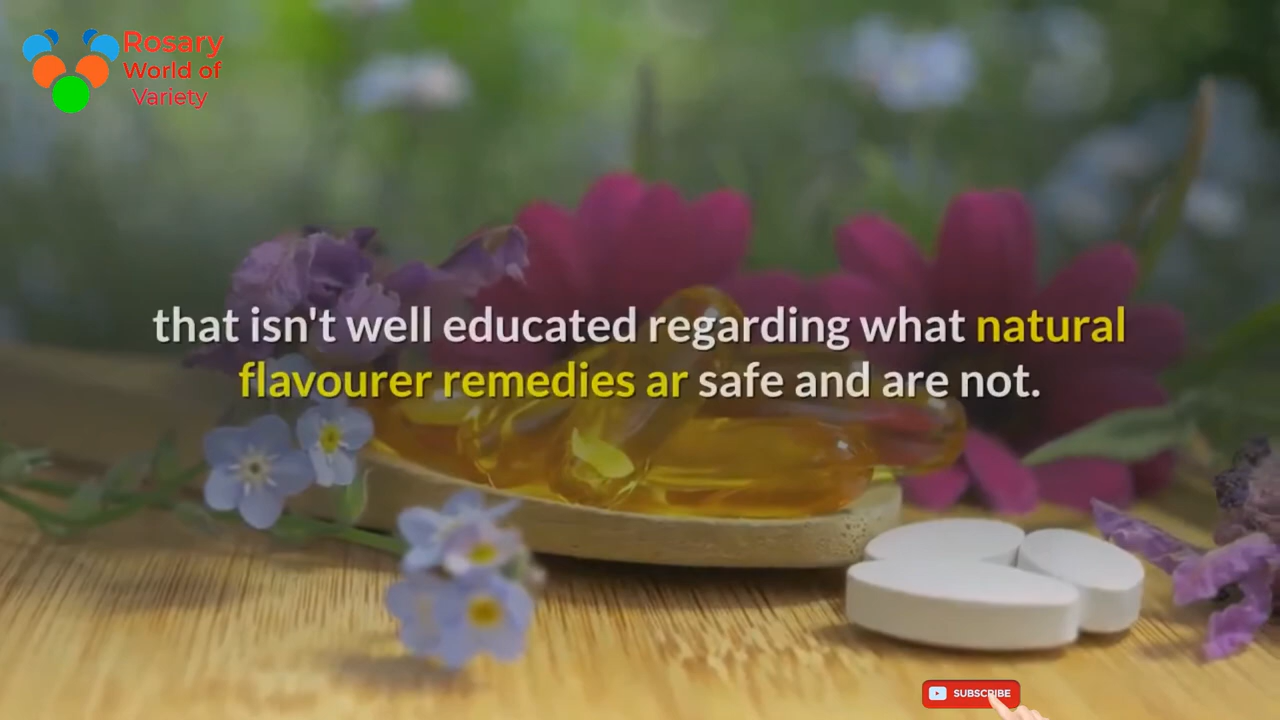 Rosary
World of
Variety
that isn't well educated regarding what natural
flavourer remedies ar safe and are not.
SUBSCRIBE